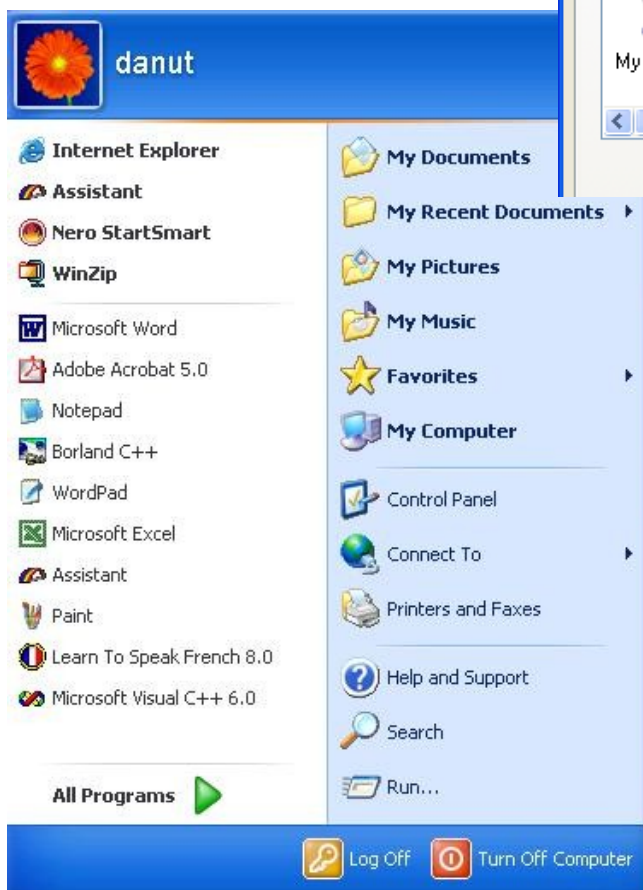 My
danut
Internet Explorer
Assistant
Nero StartSmart
WinZip
Microsoft Word
Adobe Acrobat 5.0
Notepad
Borland C++
WordPad
Microsoft Excel
Assistant
Paint
Learn To Speak French 8.0
Microsoft Visual C++ 6.0
All Programs
My Documents
My Recent Documents
My Pictures
My Music
Favorites
My Computer
Control Panel
Connect To
Printers and Faxes
Help and Support
Search
Run...
Log Off
Turn Off Computer